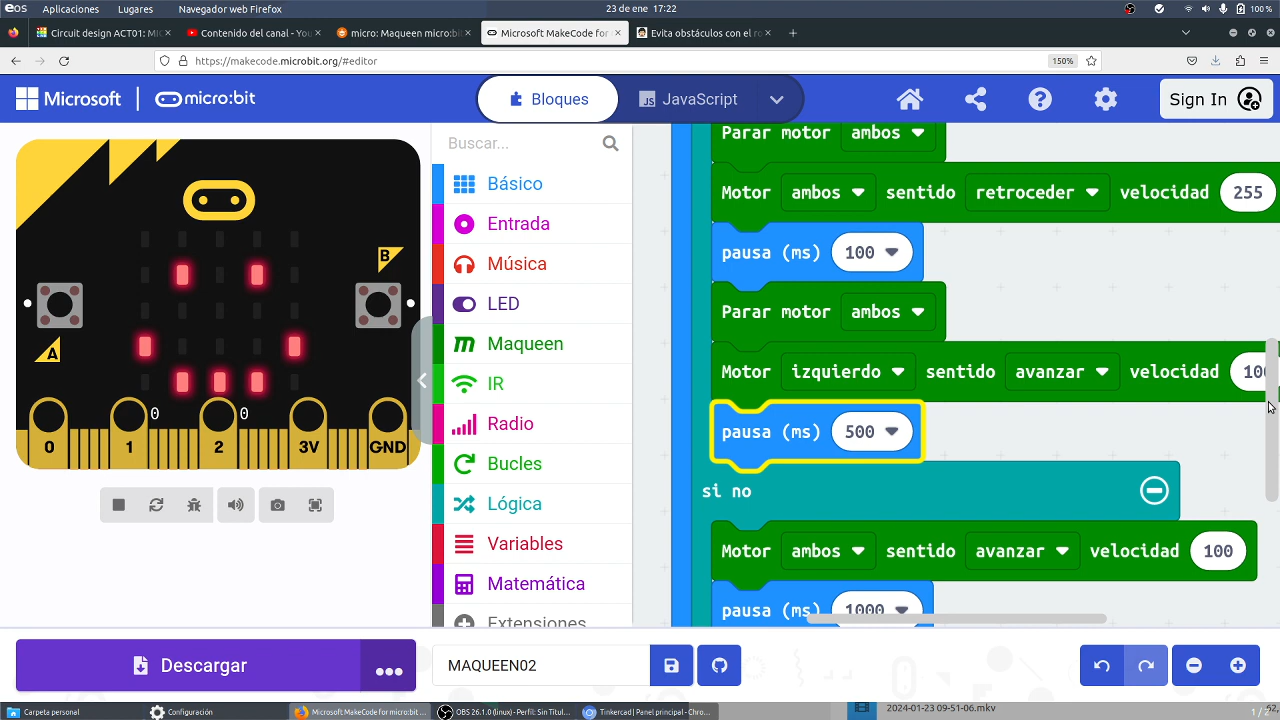 eos Aplicaciones Lugares Navegador web Firefox 23 de ene 17:22 100 %
Circuit design ACT01: MI × Contenido del canal - You × micro: Maqueen micro:bi × Microsoft MakeCode for × Evita obstáculos con el ro × +
https://makecode.microbit.org/#editor 150%
Microsoft micro:bit Bloques JS JavaScript Sign In
Buscar...
Básico
Entrada
Música
LED
Maqueen
IR
Radio
Bucles
Lógica
Variables
Matemática
Extensiones
A
B
0 0
0 1 2 3V GND
Parar motor ambos
Motor ambos sentido retroceder velocidad 255
pausa (ms) 100
Parar motor ambos
Motor izquierdo sentido avanzar velocidad 100
pausa (ms) 500
si no
Motor ambos sentido avanzar velocidad 100
pausa (ms) 1000
Descargar ••• MAQUEEN02
Carpeta personal Configuración Microsoft MakeCode for micro:bit ... OBS 26.1.0 (linux) - Perfil: Sin Títul... Tinkercad | Panel principal - Chro... 2024-01-23 09-51-06.mkv